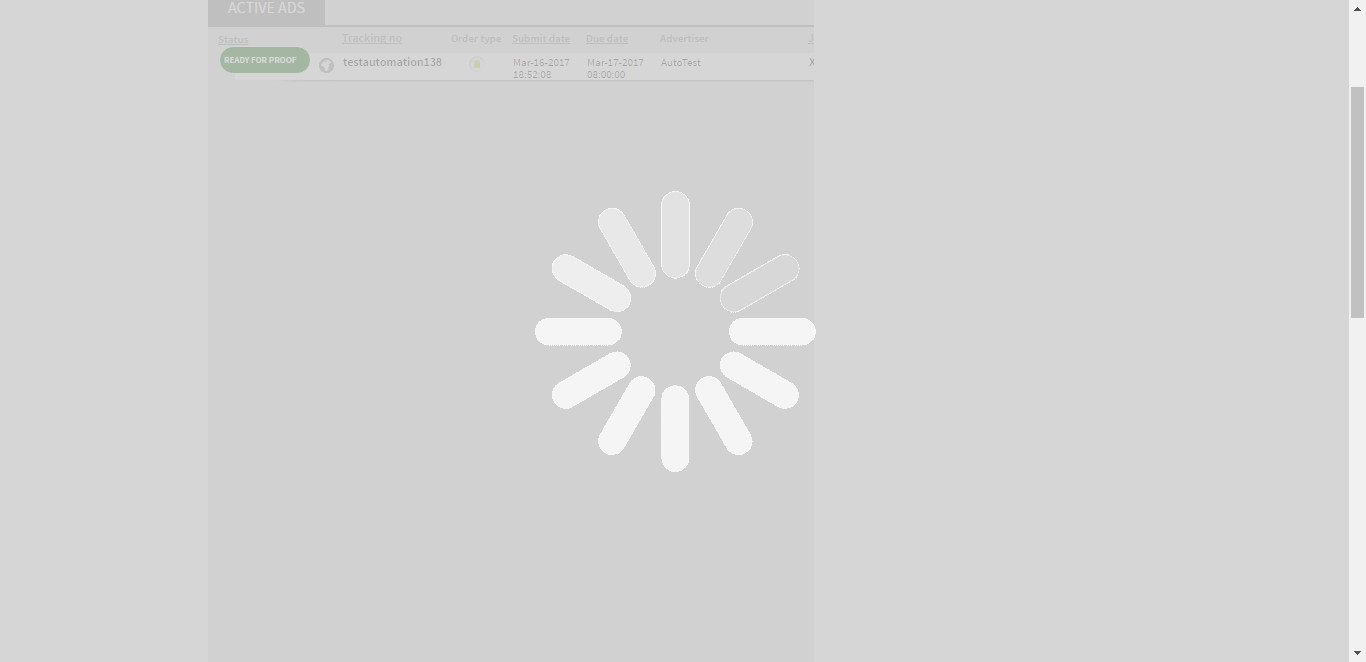 ACTIVE ADS
Status Tracking no Order type Submit date Due date Advertiser
READY FOR PROOF testautomation138 Mar-16-2017 Mar-17-2017 AutoTest
18:52:08 08:00:00